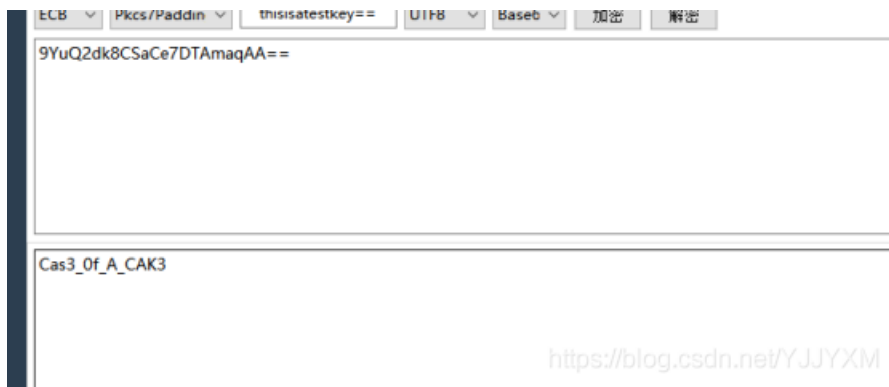 ECB Pkcs7Paddin thisisatestkey== UTF8 Base6 加密 解密
9YuQ2dk8CSaCe7DTAmaqAA==
Cas3_0f_A_CAK3
https://blog.csdn.net/YJJYXM